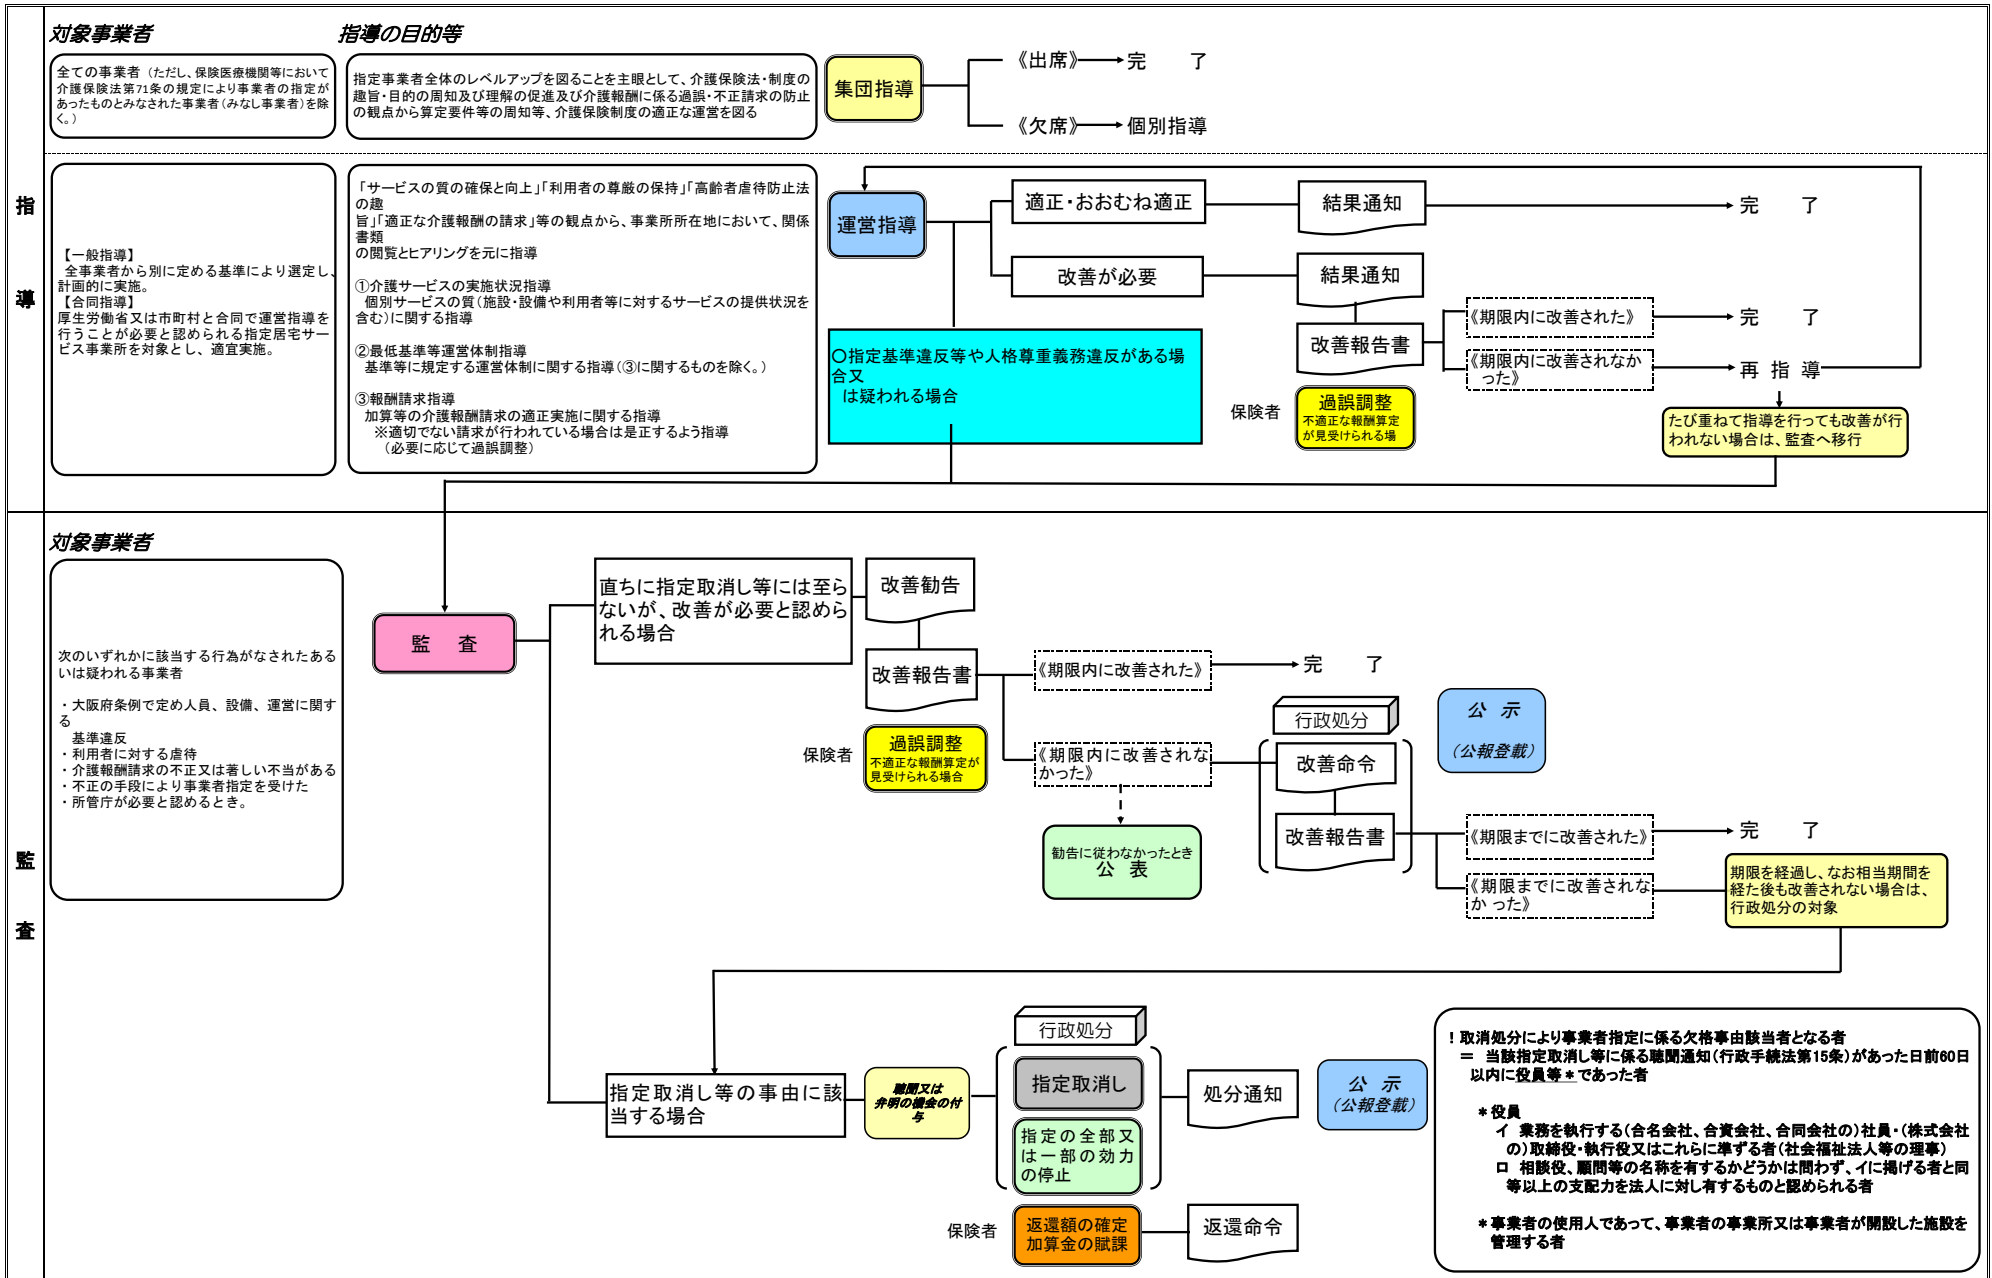 対象事業者
指導の目的等
全ての事業者（ただし、保険医療機関等において
介護保険法第71条の規定により事業者の指定が
あったものとみなされた事業者(みなし事業者)を除
く。）
指定事業者全体のレベルアップを図ることを主眼として、介護保険法・制度の
趣旨・目的の周知及び理解の促進及び介護報酬に係る過誤・不正請求の防止
の観点から算定要件等の周知等、介護保険制度の適正な運営を図る
集団指導
《出席》
完　了
《欠席》
個別指導
指
導
【一般指導】
全事業者から別に定める基準により選定し、
計画的に実施。
【合同指導】
厚生労働省又は市町村と合同で運営指導を
行うことが必要と認められる指定居宅サー
ビス事業所を対象とし、適宜実施。
「サービスの質の確保と向上」「利用者の尊厳の保持」「高齢者虐待防止法
の趣
旨」「適正な介護報酬の請求」等の観点から、事業所所在地において、関係
書類
の閲覧とヒアリングを元に指導
①介護サービスの実施状況指導
個別サービスの質(施設・設備や利用者等に対するサービスの提供状況を
含む)に関する指導
②最低基準等運営体制指導
基準等に規定する運営体制に関する指導(③に関するものを除く。)
③報酬請求指導
加算等の介護報酬請求の適正実施に関する指導
※適切でない請求が行われている場合は是正するよう指導
（必要に応じて過誤調整）
運営指導
適正・おおむね適正
結果通知
完　了
改善が必要
結果通知
改善報告書
《期限内に改善された》
完　了
《期限内に改善されなか
った》
再 指 導
〇指定基準違反等や人格尊重義務違反がある場
合又
は疑われる場合
保険者
過誤調整
不適正な報酬算定
が見受けられる場
たび重ねて指導を行っても改善が行
われない場合は、監査へ移行
監
査
対象事業者
次のいずれかに該当する行為がなされたある
いは疑われる事業者
・大阪府条例で定め人員、設備、運営に関す
る
基準違反
・利用者に対する虐待
・介護報酬請求の不正又は著しい不当がある
・不正の手段により事業者指定を受けた
・所管庁が必要と認めるとき。
監　査
直ちに指定取消し等には至ら
ないが、改善が必要と認めら
れる場合
改善勧告
改善報告書
《期限内に改善された》
完　了
保険者
過誤調整
不適正な報酬算定が
見受けられる場合
《期限内に改善されな
かった》
勧告に従わなかったとき
公　表
行政処分
改善命令
改善報告書
公　示
（公報登載）
《期限までに改善された》
完　了
《期限までに改善されな
か った》
期限を経過し、なお相当期間を
経た後も改善されない場合は、
行政処分の対象
指定取消し等の事由に該
当する場合
聴聞又は
弁明の機会の付
与
行政処分
指定取消し
指定の全部又
は一部の効力
の停止
処分通知
公　示
（公報登載）
保険者
返還額の確定
加算金の賦課
返還命令
！取消処分により事業者指定に係る欠格事由該当者となる者
＝ 当該指定取消し等に係る聴聞通知(行政手続法第15条)があった日前60日
以内に役員等＊であった者
＊役員
イ 業務を執行する(合名会社、合資会社、合同会社の)社員・(株式会社
の)取締役・執行役又はこれらに準ずる者(社会福祉法人等の理事)
ロ 相談役、顧問等の名称を有するかどうかは問わず、イに掲げる者と同
等以上の支配力を法人に対し有するものと認められる者
＊事業者の使用人であって、事業者の事業所又は事業者が開設した施設を
管理する者